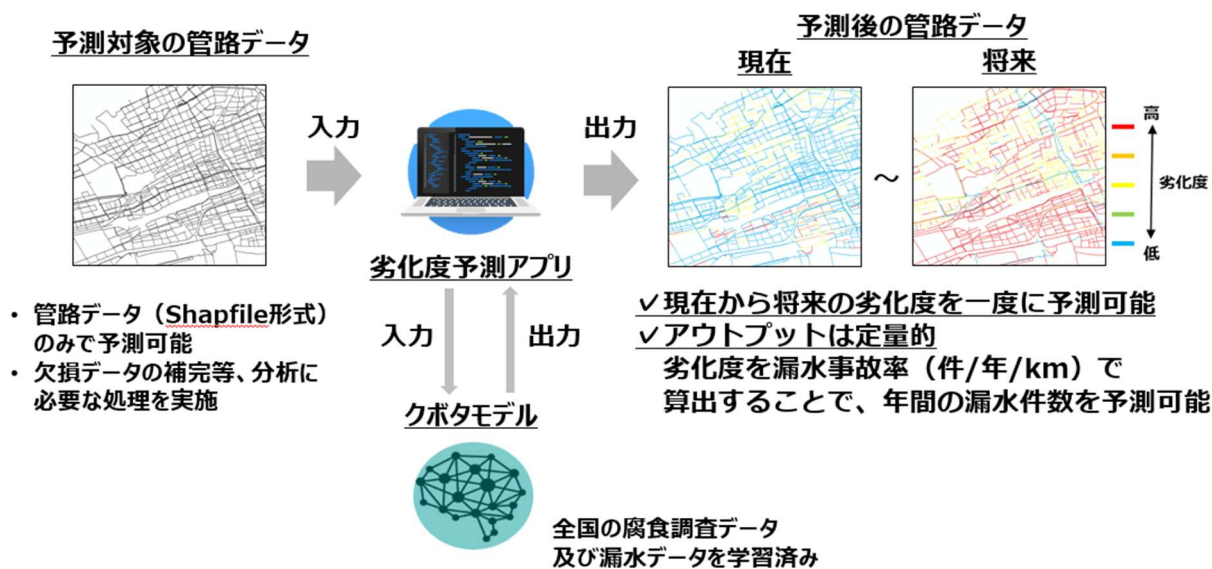 予測対象の管路データ
入力
劣化度予測アプリ
出力
予測後の管路データ
現在
将来
～
高
劣化度
低
・ 管路データ（Shapfile形式）
のみで予測可能
・ 欠損データの補完等、分析に
必要な処理を実施
入力
出力
クボタモデル
全国の腐食調査データ
及び漏水データを学習済み
✓現在から将来の劣化度を一度に予測可能
✓アウトプットは定量的
劣化度を漏水事故率（件/年/km）で
算出することで、年間の漏水件数を予測可能